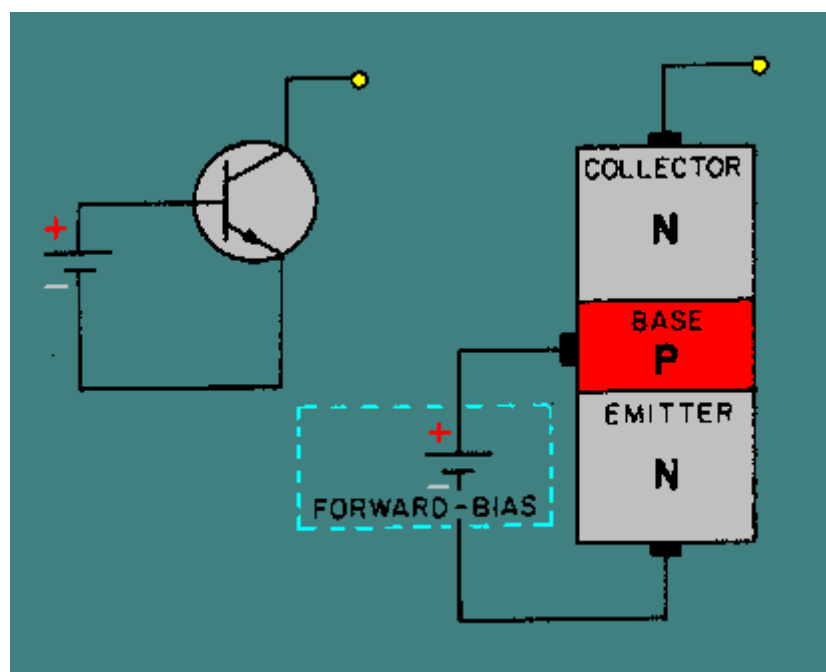 +
−
COLLECTOR
N
BASE
P
EMITTER
N
+
−
FORWARD-BIAS